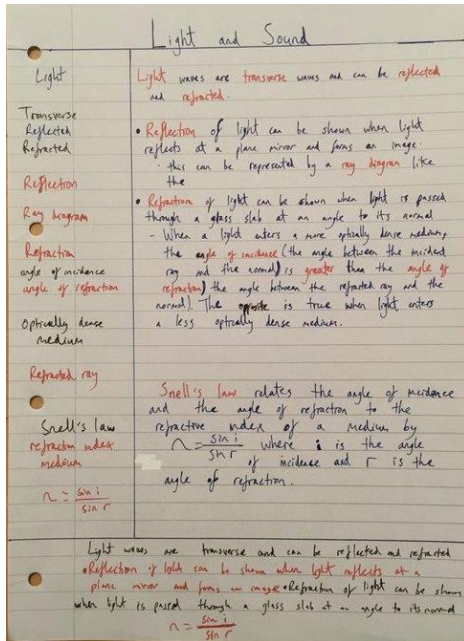 Light and Sound
Light
Transverse
Reflected
Refracted
Reflection
Ray diagram
Refraction
angle of incidence
angle of refraction
Optically dense
medium
Refracted ray
Snell's law
refraction index
medium
n = sin i / sin r
Light waves are transverse waves and can be reflected
and refracted.
• Reflection of light can be shown when light
reflects at a plane mirror and forms an image.
- this can be represented by a ray diagram like
the
• Refraction of light can be shown when light is passed
through a glass slab at an angle to its normal
- When a light enters a more optically dense medium,
the angle of incidence (the angle between the incident
ray and the normal) is greater than the angle of
refraction) the angle between the refracted ray and the
normal). The opposite is true when light enters
a less optically dense medium.
Snell's law relates the angle of incidence
and the angle of refraction to the
refractive index of a medium by
n = sin i / sin r where i is the angle
of incidence and r is the
angle of refraction.
Light waves are transverse and can be reflected and refracted
• Reflection of light can be shown when light reflects at a
plane mirror and forms an image • Refraction of light can be shown
when light is passed through a glass slab at an angle to its normal
n = sin i / sin r